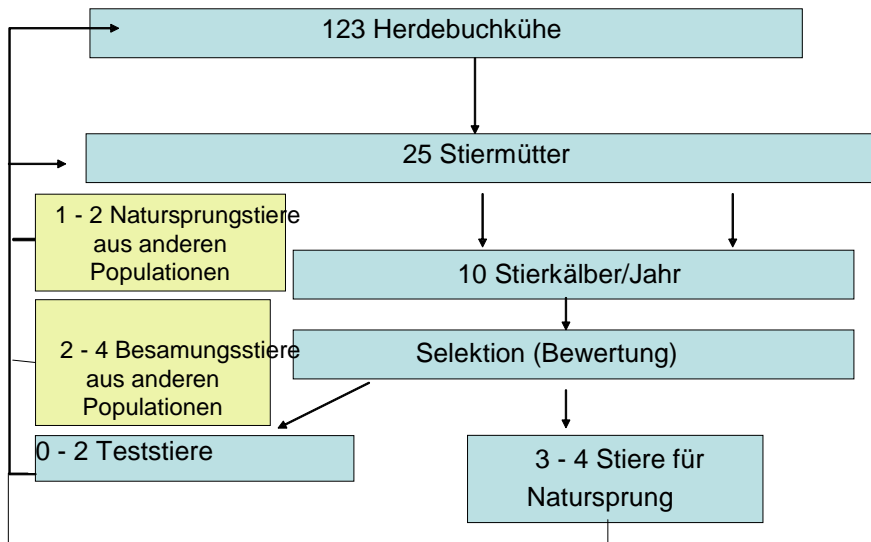 123 Herdebuchkühe
25 Stiermütter
1 - 2 Natursprungstiere
aus anderen
Populationen
10 Stierkälber/Jahr
2 - 4 Besamungsstiere
aus anderen
Populationen
Selektion (Bewertung)
0 - 2 Teststiere
3 - 4 Stiere für
Natursprung